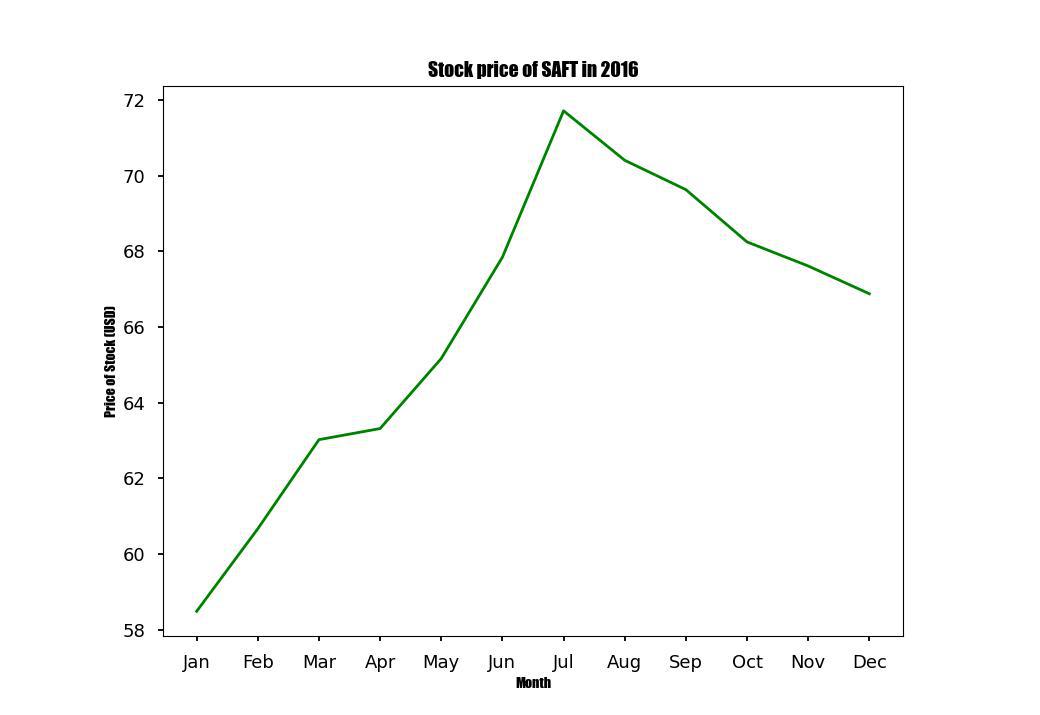 Stock price of SAFT in 2016
72
70
68
66
64
62
60
58
Price of Stock (USD)
Jan Feb Mar Apr May Jun Jul Aug Sep Oct Nov Dec
Month